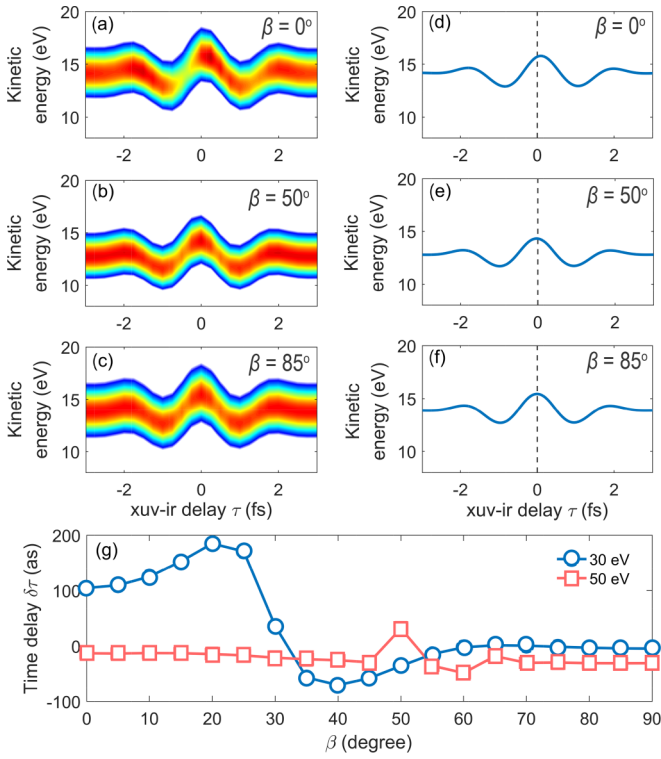 (a)
β = 0°
20
15
10
Kinetic
energy (eV)
-2
0
2
(d)
β = 0°
20
15
10
Kinetic
energy (eV)
-2
0
2
(b)
β = 50°
20
15
10
Kinetic
energy (eV)
-2
0
2
(e)
β = 50°
20
15
10
Kinetic
energy (eV)
-2
0
2
(c)
β = 85°
20
15
10
Kinetic
energy (eV)
-2
0
2
xuv-ir delay τ (fs)
(f)
β = 85°
20
15
10
Kinetic
energy (eV)
-2
0
2
xuv-ir delay τ (fs)
(g)
30 eV
50 eV
200
100
0
-100
Time delay δτ (as)
0
10
20
30
40
50
60
70
80
90
β (degree)